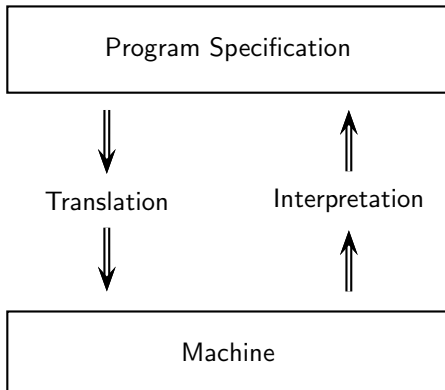 Program Specification
Translation
Interpretation
Machine